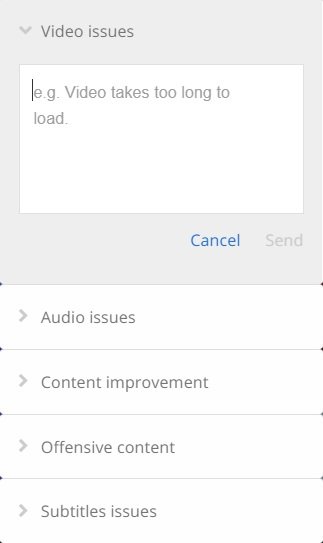 Video issues
e.g. Video takes too long to
load.
Cancel Send
Audio issues
Content improvement
Offensive content
Subtitles issues